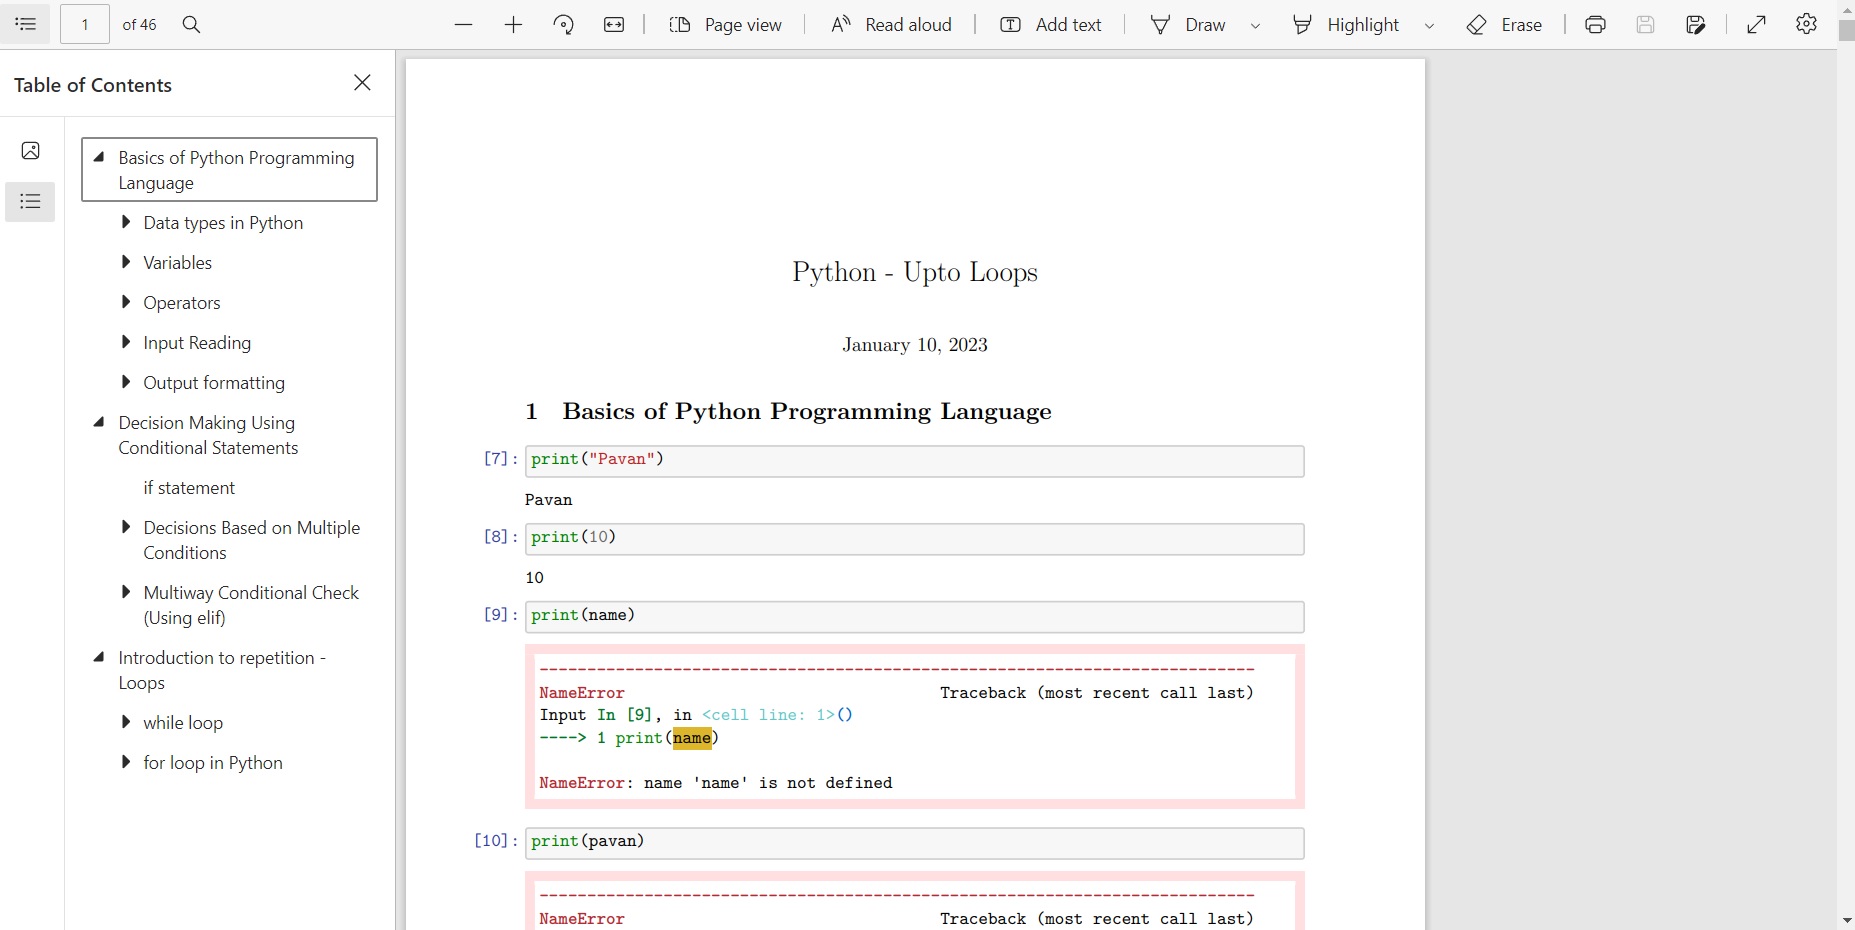 1 of 46 Page view Read aloud Add text Draw Highlight Erase
Table of Contents
Basics of Python Programming
Language
Data types in Python
Variables
Operators
Input Reading
Output formatting
Decision Making Using
Conditional Statements
if statement
Decisions Based on Multiple
Conditions
Multiway Conditional Check
(Using elif)
Introduction to repetition -
Loops
while loop
for loop in Python
Python - Upto Loops
January 10, 2023
1 Basics of Python Programming Language
[7]: print("Pavan")
Pavan
[8]: print(10)
10
[9]: print(name)
---------------------------------------------------------------------------
NameError Traceback (most recent call last)
Input In [9], in <cell line: 1>()
----> 1 print(name)
NameError: name 'name' is not defined
[10]: print(pavan)
---------------------------------------------------------------------------
NameError Traceback (most recent call last)